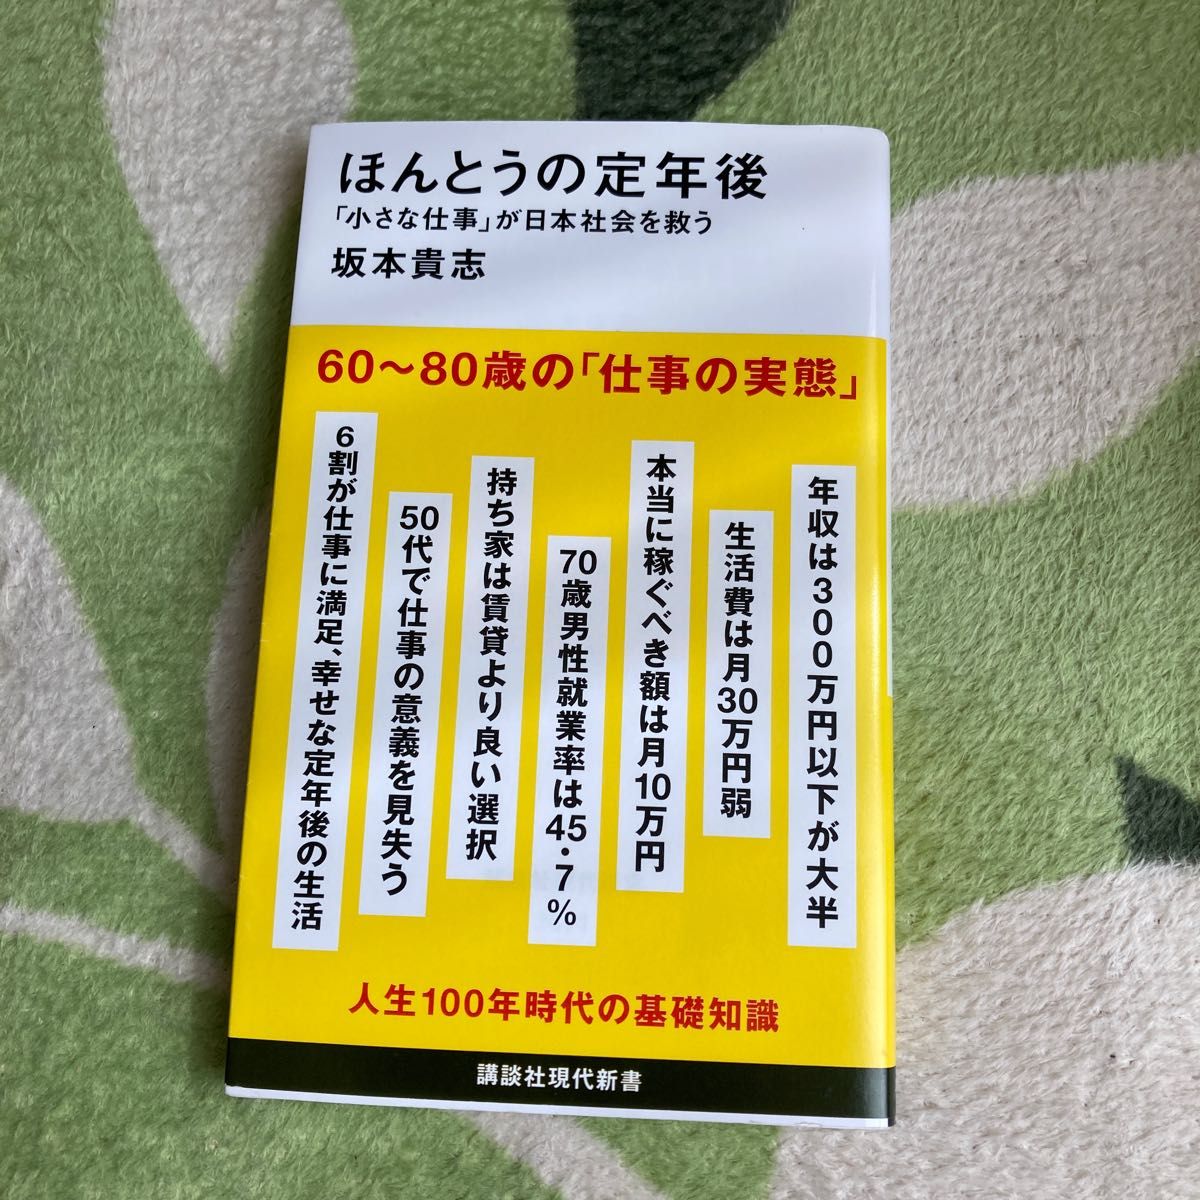 ほんとうの定年後
「小さな仕事」が日本社会を救う
坂本貴志
60〜80歳の「仕事の実態」
年収は300万円以下が大半
生活費は月30万円弱
本当に稼ぐべき額は月10万円
70歳男性就業率は45・7%
持ち家は賃貸より良い選択
50代で仕事の意義を見失う
6割が仕事に満足、幸せな定年後の生活
人生100年時代の基礎知識
講談社現代新書